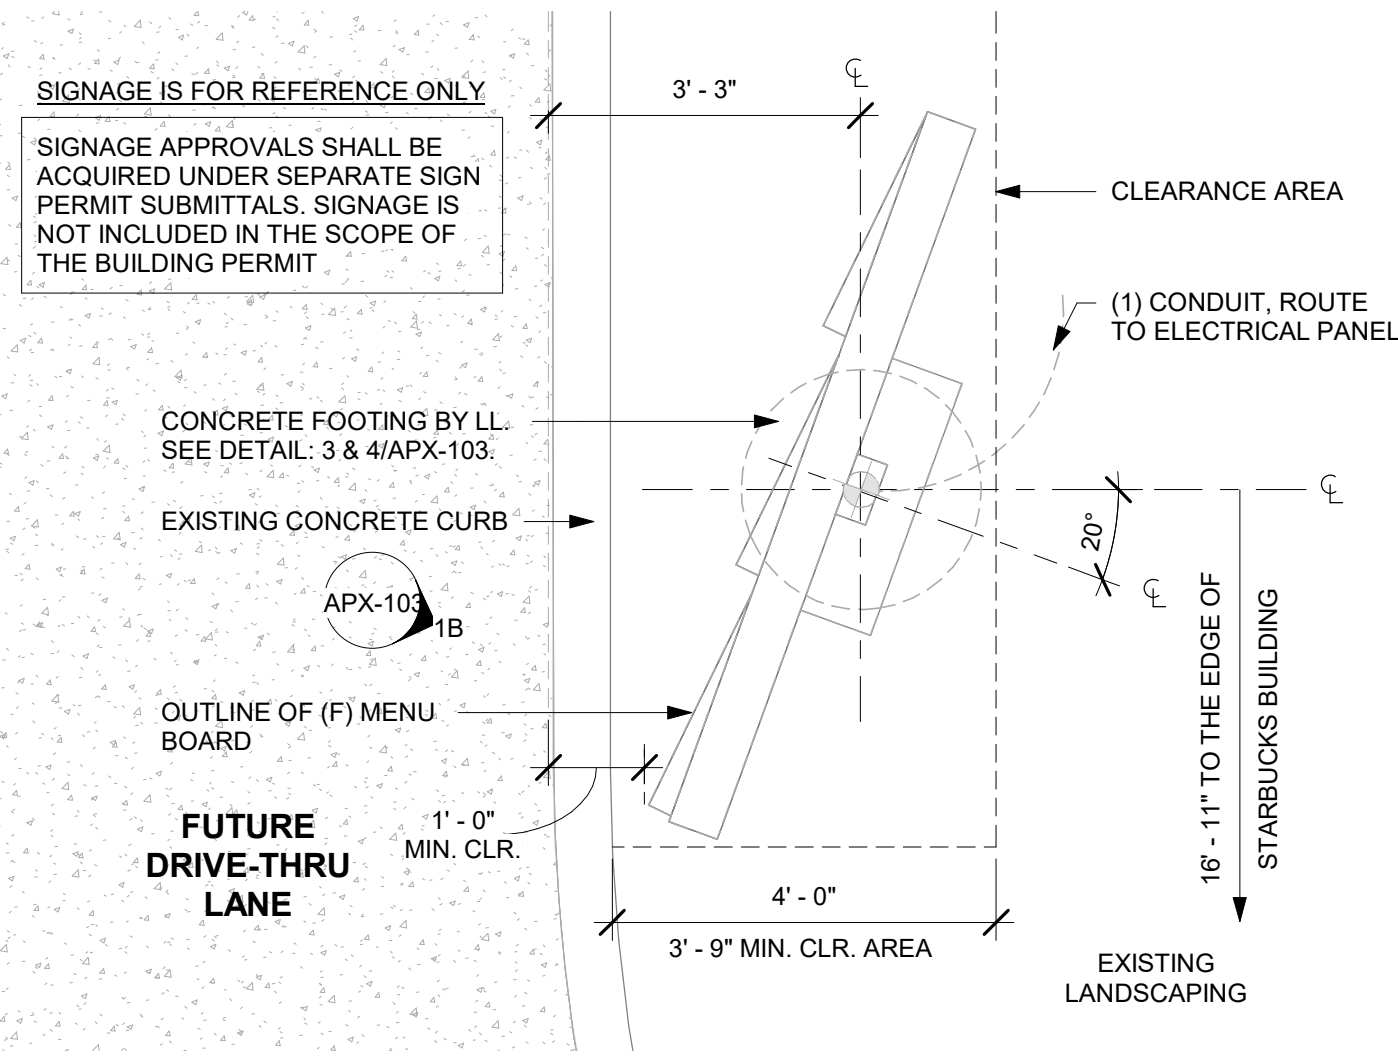 SIGNAGE IS FOR REFERENCE ONLY
SIGNAGE APPROVALS SHALL BE
ACQUIRED UNDER SEPARATE SIGN
PERMIT SUBMITTALS. SIGNAGE IS
NOT INCLUDED IN THE SCOPE OF
THE BUILDING PERMIT
3' - 3"
CL
CLEARANCE AREA
(1) CONDUIT, ROUTE
TO ELECTRICAL PANEL
CONCRETE FOOTING BY LL.
SEE DETAIL: 3 & 4/APX-103.
EXISTING CONCRETE CURB
CL
20°
CL
APX-103
1B
OUTLINE OF (F) MENU
BOARD
16' - 11" TO THE EDGE OF
STARBUCKS BUILDING
1' - 0"
MIN. CLR.
FUTURE
DRIVE-THRU
LANE
4' - 0"
3' - 9" MIN. CLR. AREA
EXISTING
LANDSCAPING